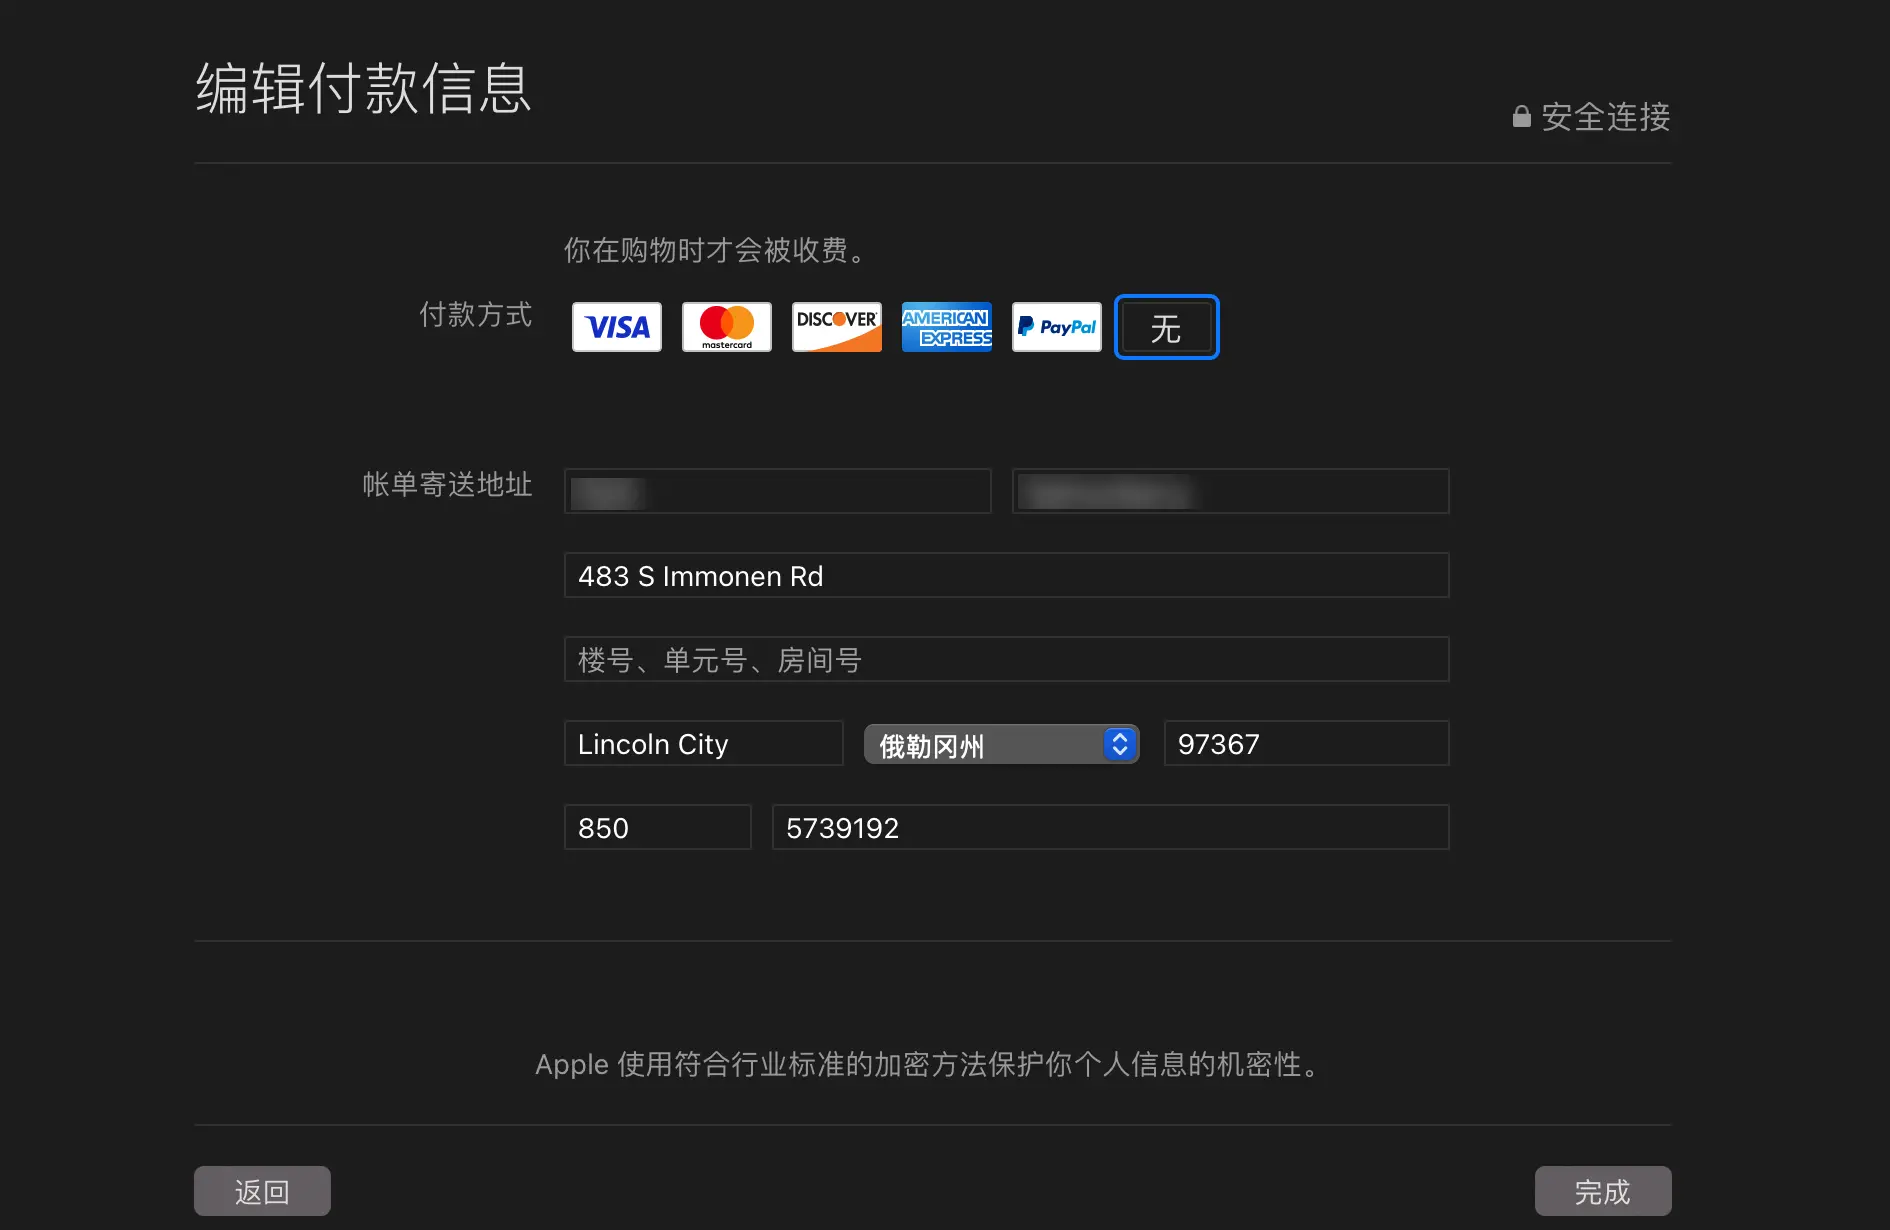 编辑付款信息
安全连接
你在购物时才会被收费。
付款方式
VISA
mastercard
DISCOVER
AMERICAN EXPRESS
PayPal
无
帐单寄送地址
483 S Immonen Rd
楼号、单元号、房间号
Lincoln City 俄勒冈州 97367
850 5739192
Apple 使用符合行业标准的加密方法保护你个人信息的机密性。
返回 完成